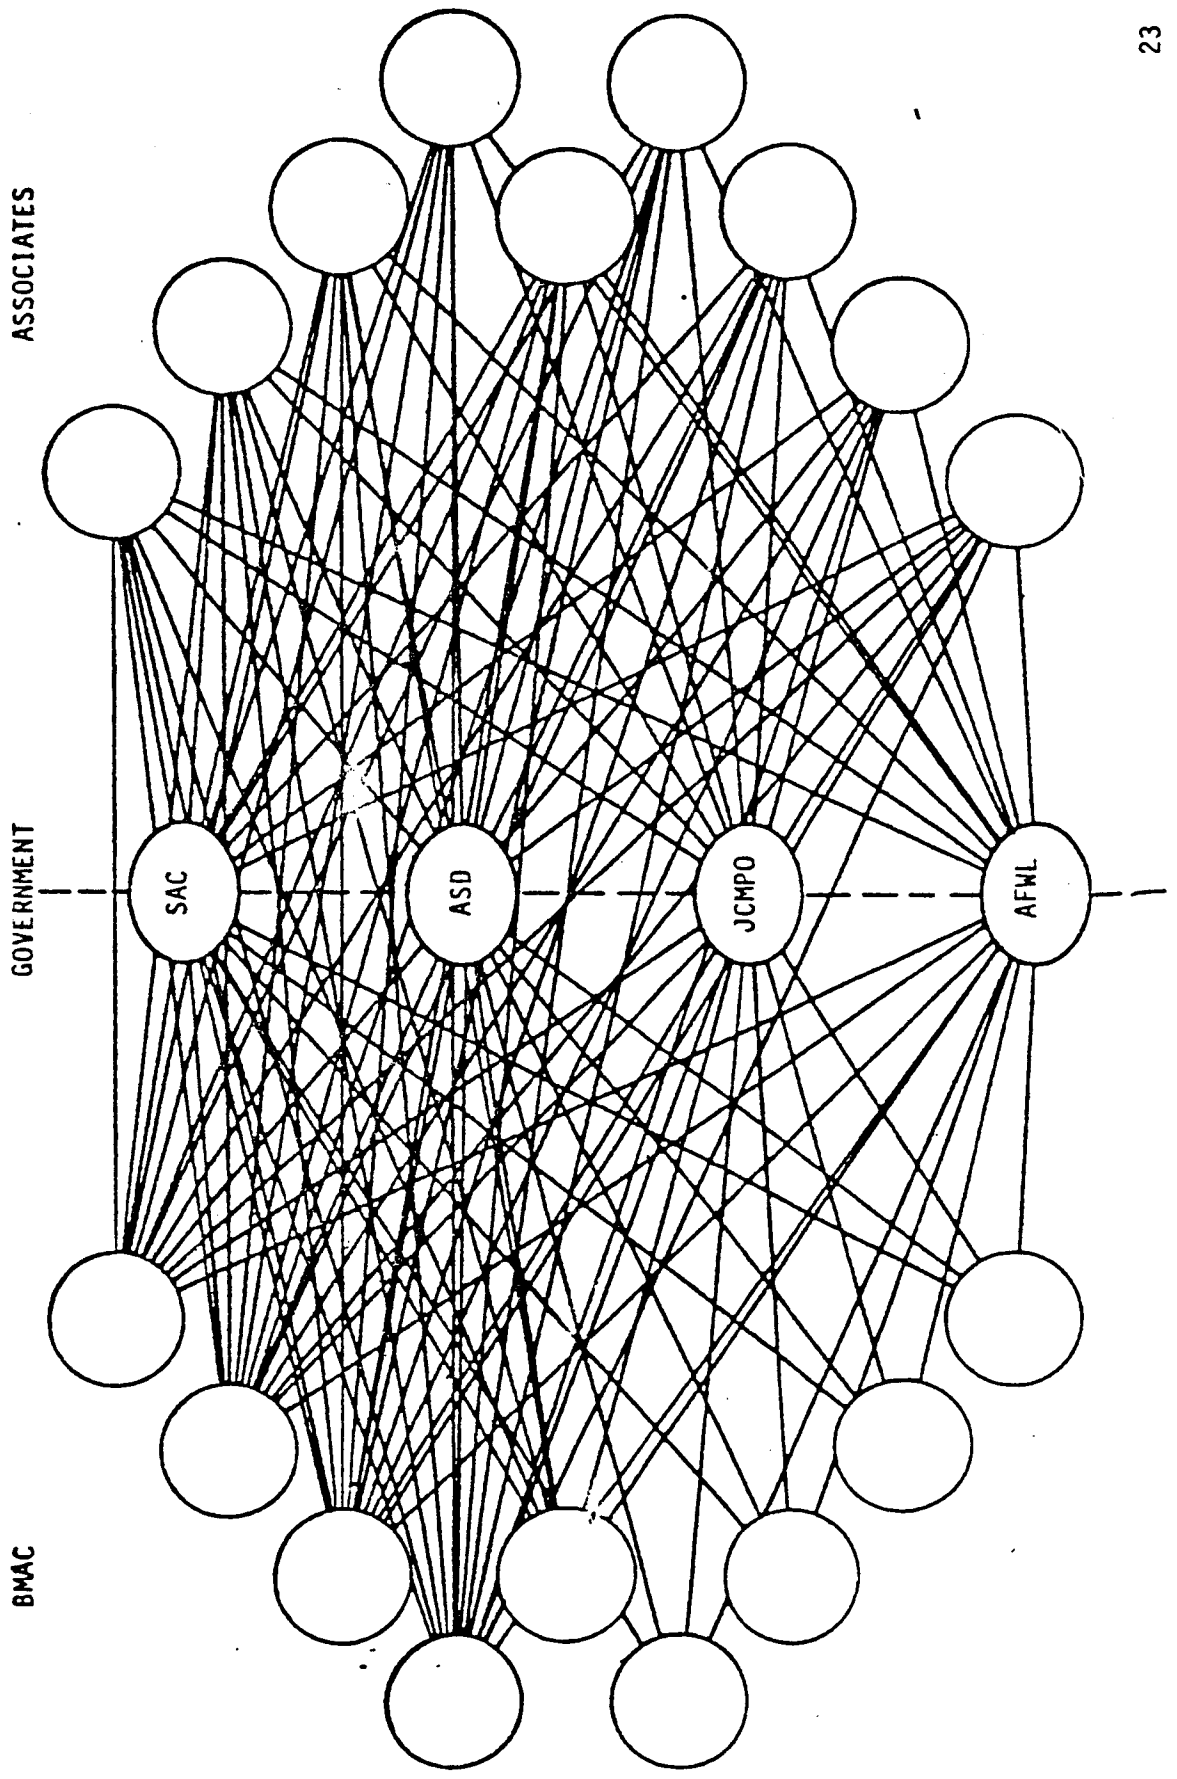 BMAC
GOVERNMENT
ASSOCIATES
SAC
ASD
JCMPO
AFWL
23